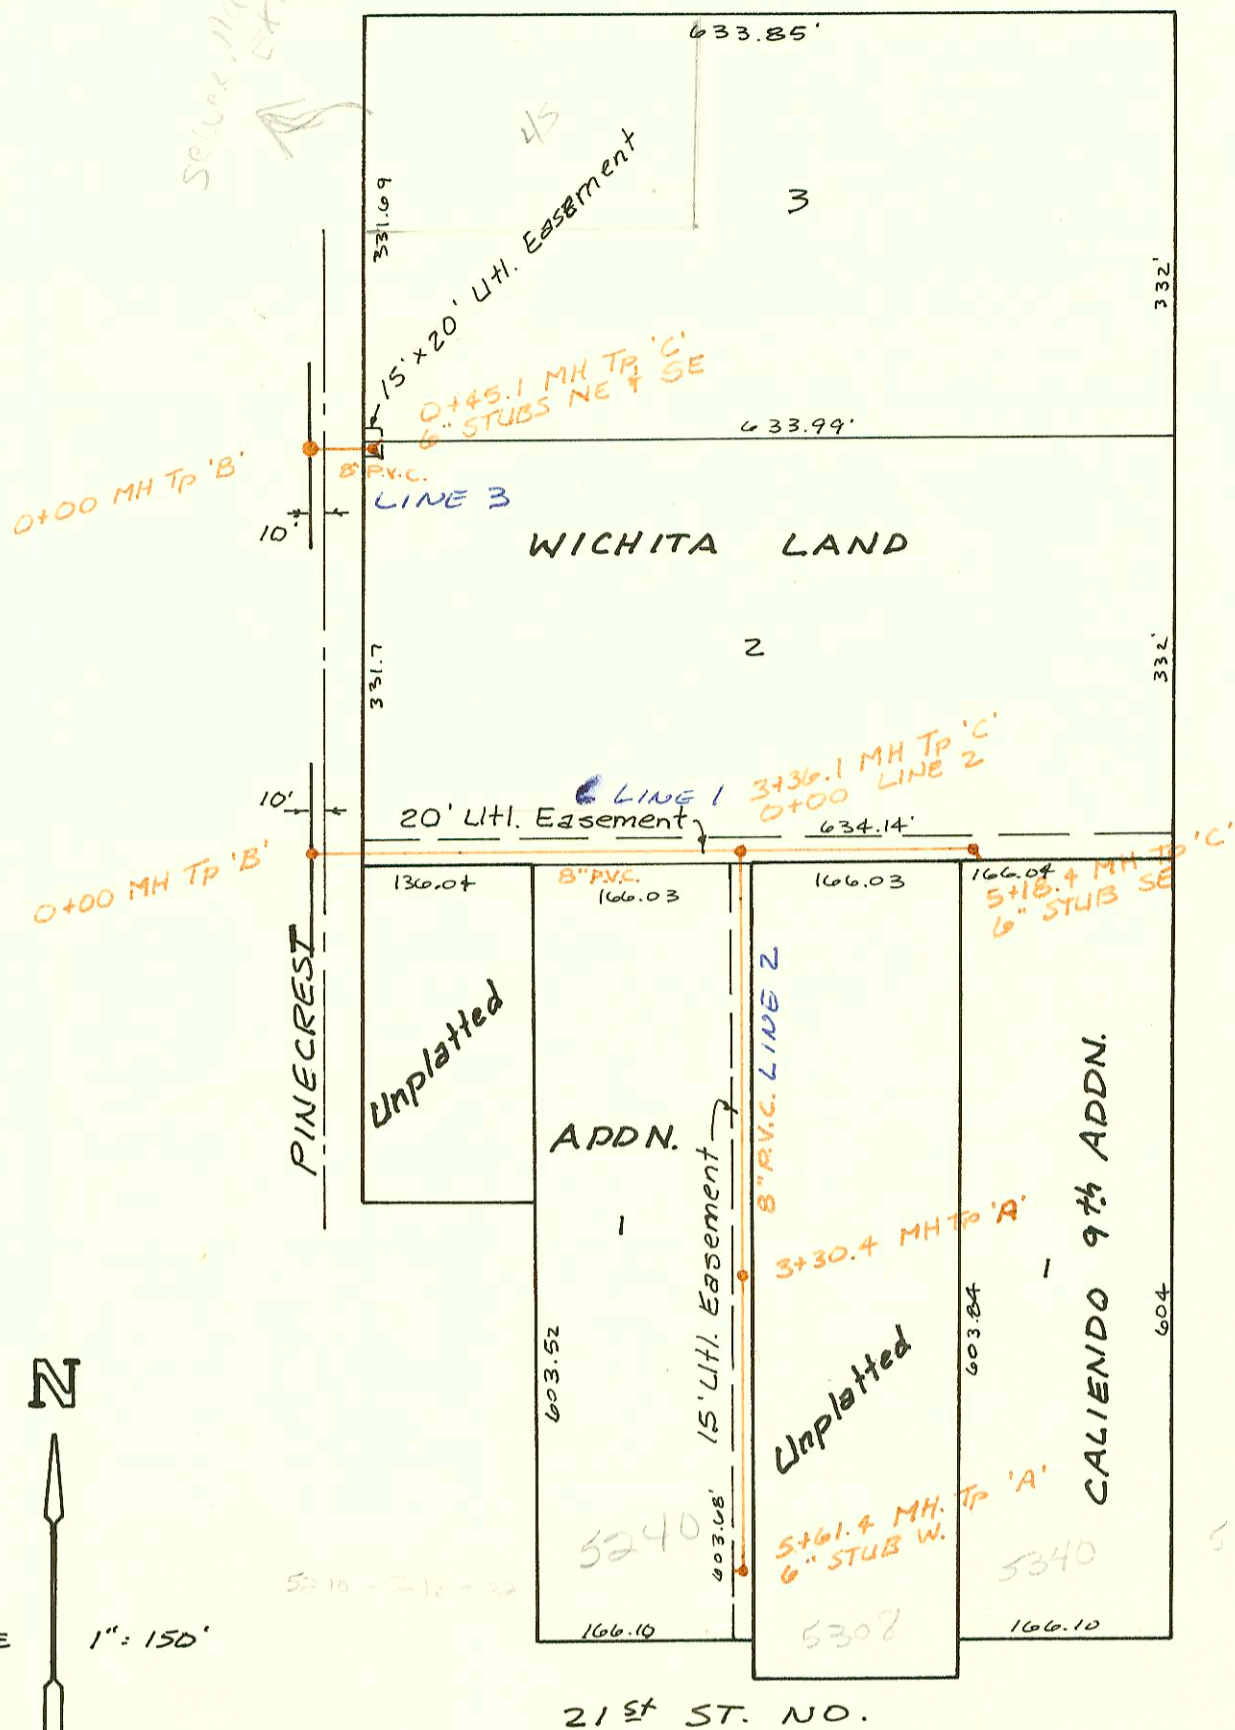 633.85'
45
3
331.69
332'
15' x 20' Utl. Easement
0+45.1 MH Tp 'C'
6" STUBS NE & SE
633.99'
0+00 MH Tp 'B'
8" P.V.C.
LINE 3
10'
WICHITA LAND
2
331.7
332'
LINE 1
3+36.1 MH Tp 'C'
0+00 LINE 2
10'
20' Utl. Easement
634.14'
0+00 MH Tp 'B'
136.04
8" P.V.C.
166.03
166.03
166.04
5+18.4 MH Tp 'C'
6" STUB SE
PINECREST
Unplatted
ADDN.
1
15' Utl. Easement
8" P.V.C. LINE 2
3+30.4 MH Tp 'A'
1
CALIENDO 9th ADDN.
603.52
603.68'
603.84
604
Unplatted
5+61.4 MH. Tp 'A'
6" STUB W.
N
5240
5340
5308
1": 150'
166.10
166.10
21st ST. NO.